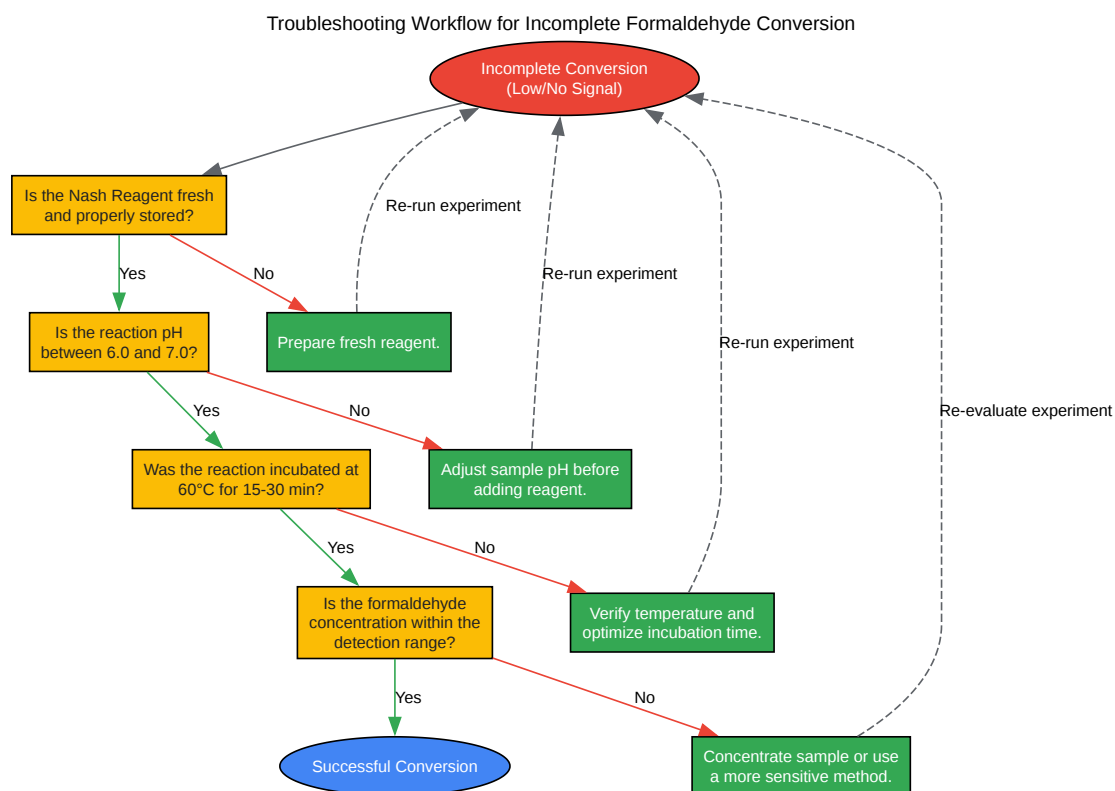 Troubleshooting Workflow for Incomplete Formaldehyde Conversion
Incomplete Conversion
(Low/No Signal)
Is the Nash Reagent fresh
and properly stored?
Re-run experiment
Yes
No
Re-run experiment
Is the reaction pH
between 6.0 and 7.0?
Prepare fresh reagent.
Re-run experiment
Yes
No
Re-evaluate experiment
Was the reaction incubated at
60°C for 15-30 min?
Adjust sample pH before
adding reagent.
Yes
No
Is the formaldehyde
concentration within the
detection range?
Verify temperature and
optimize incubation time.
Yes
No
Successful Conversion
Concentrate sample or use
a more sensitive method.